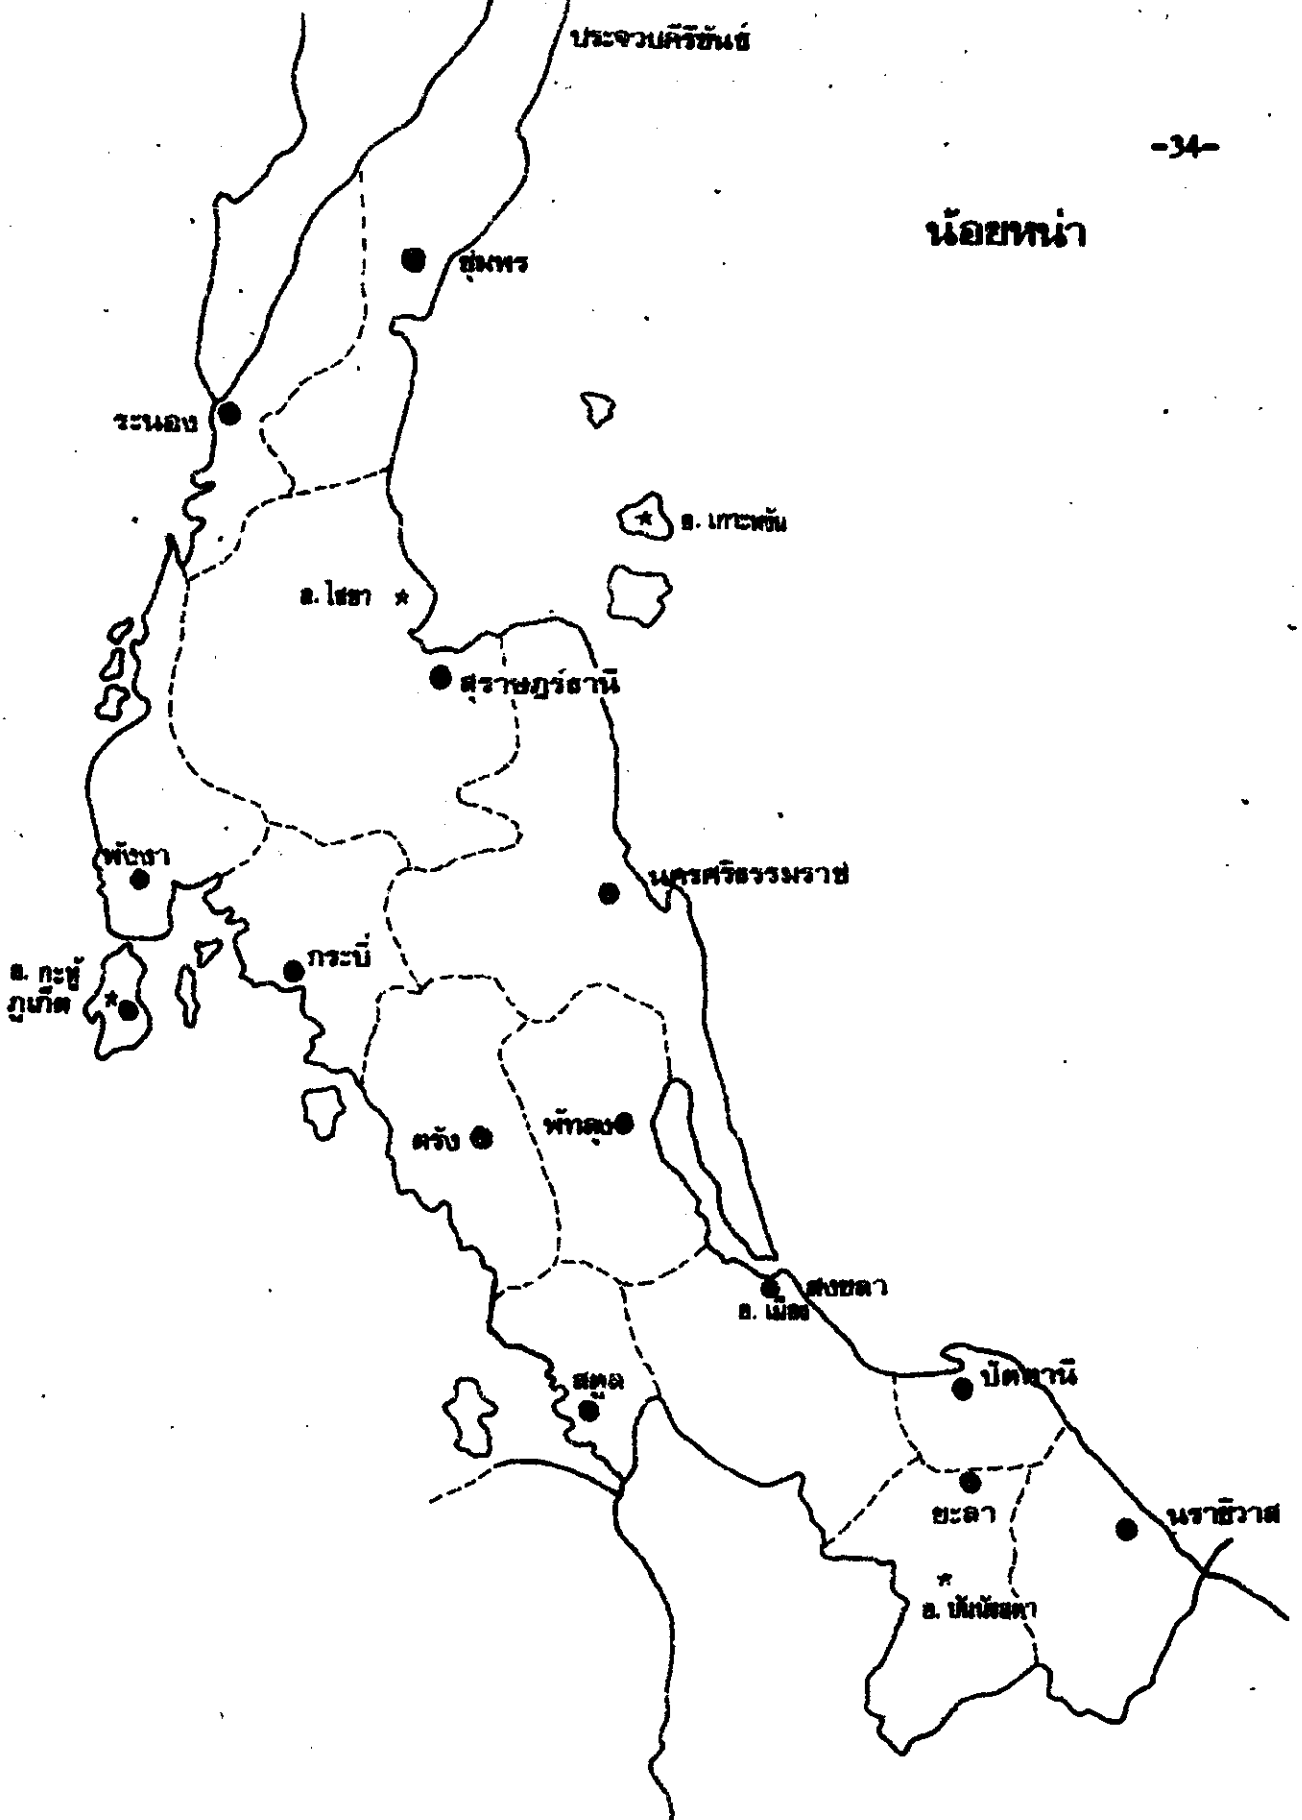 ประจวบคีรีขันธ์
-34-
น้อยหน่า
ชุมพร
ระนอง
อ. เกาะพงัน
อ. ไชยา *
สุราษฎร์ธานี
พังงา
นครศรีธรรมราช
กระบี่
อ. กะทู้
ภูเก็ต
ตรัง
พัทลุง
สงขลา
อ. เมือง
ปัตตานี
สตูล
ยะลา
นราธิวาส
อ. บันนังสตา